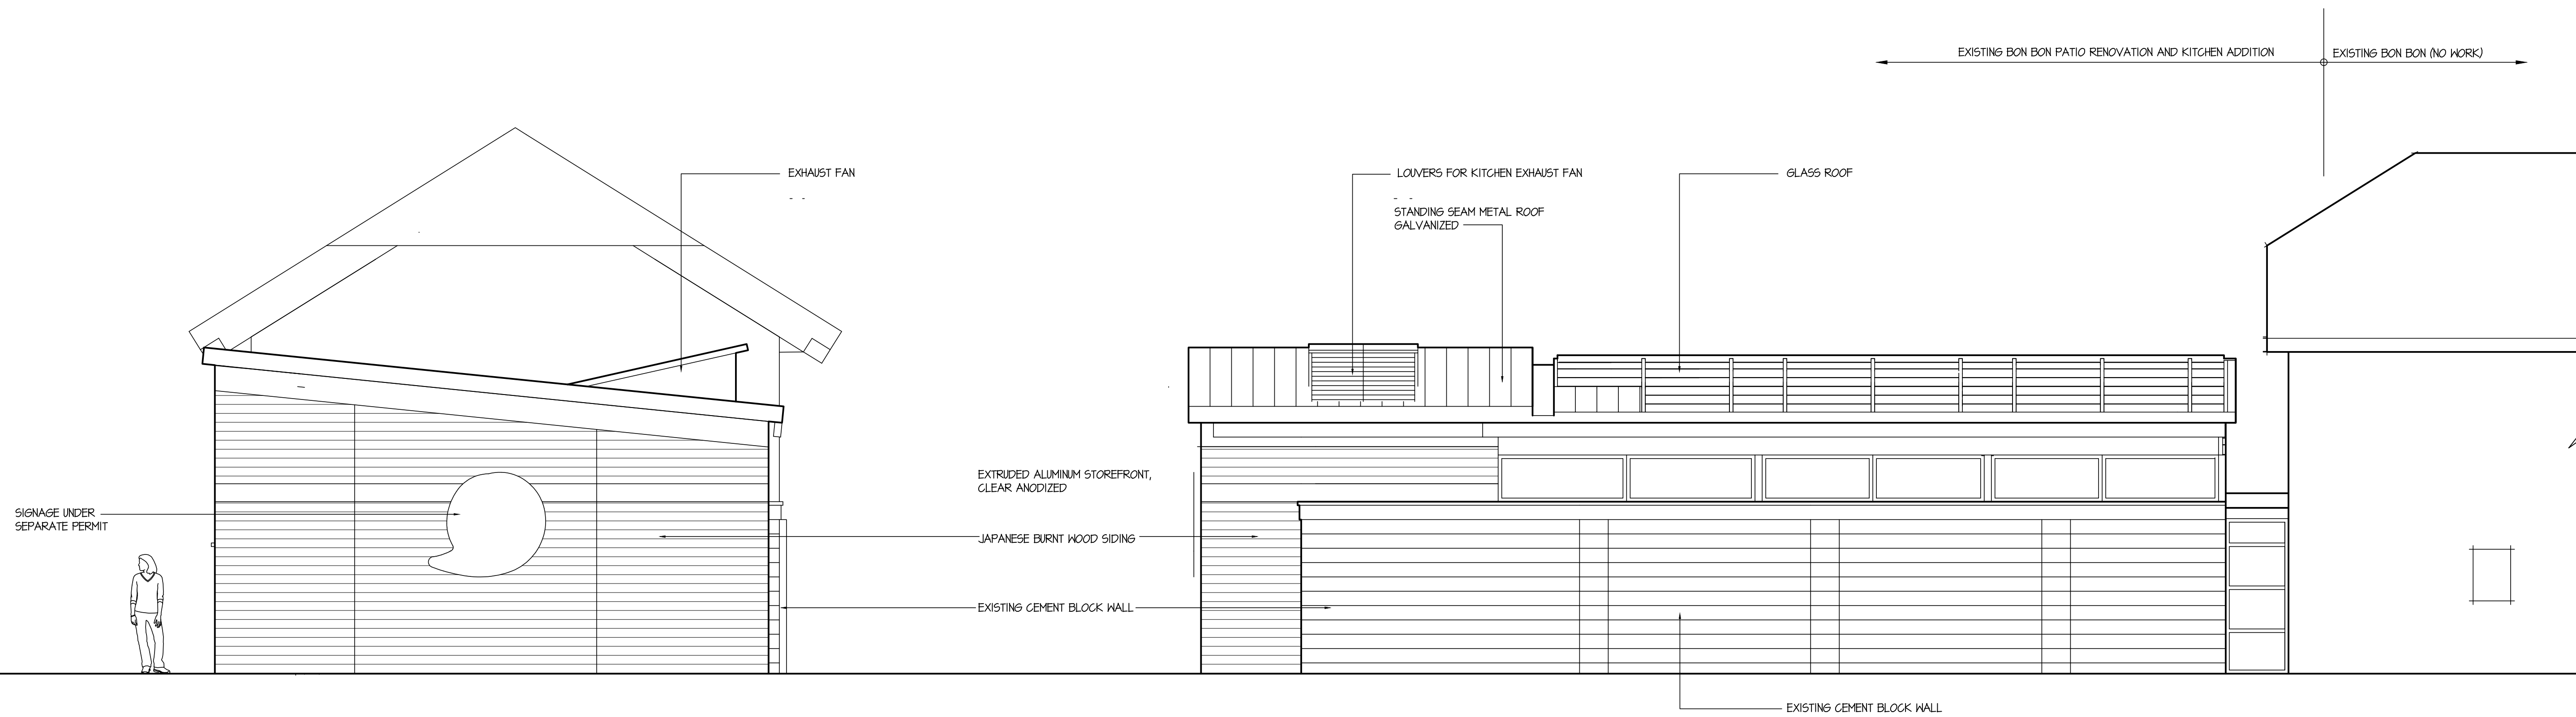 EXISTING BON BON PATIO RENOVATION AND KITCHEN ADDITION
EXISTING BON BON (NO WORK)
EXHAUST FAN
LOUVERS FOR KITCHEN EXHAUST FAN
GLASS ROOF
STANDING SEAM METAL ROOF
GALVANIZED
EXTRUDED ALUMINUM STOREFRONT,
CLEAR ANODIZED
SIGNAGE UNDER
SEPARATE PERMIT
JAPANESE BURNT WOOD SIDING
EXISTING CEMENT BLOCK WALL
EXISTING CEMENT BLOCK WALL